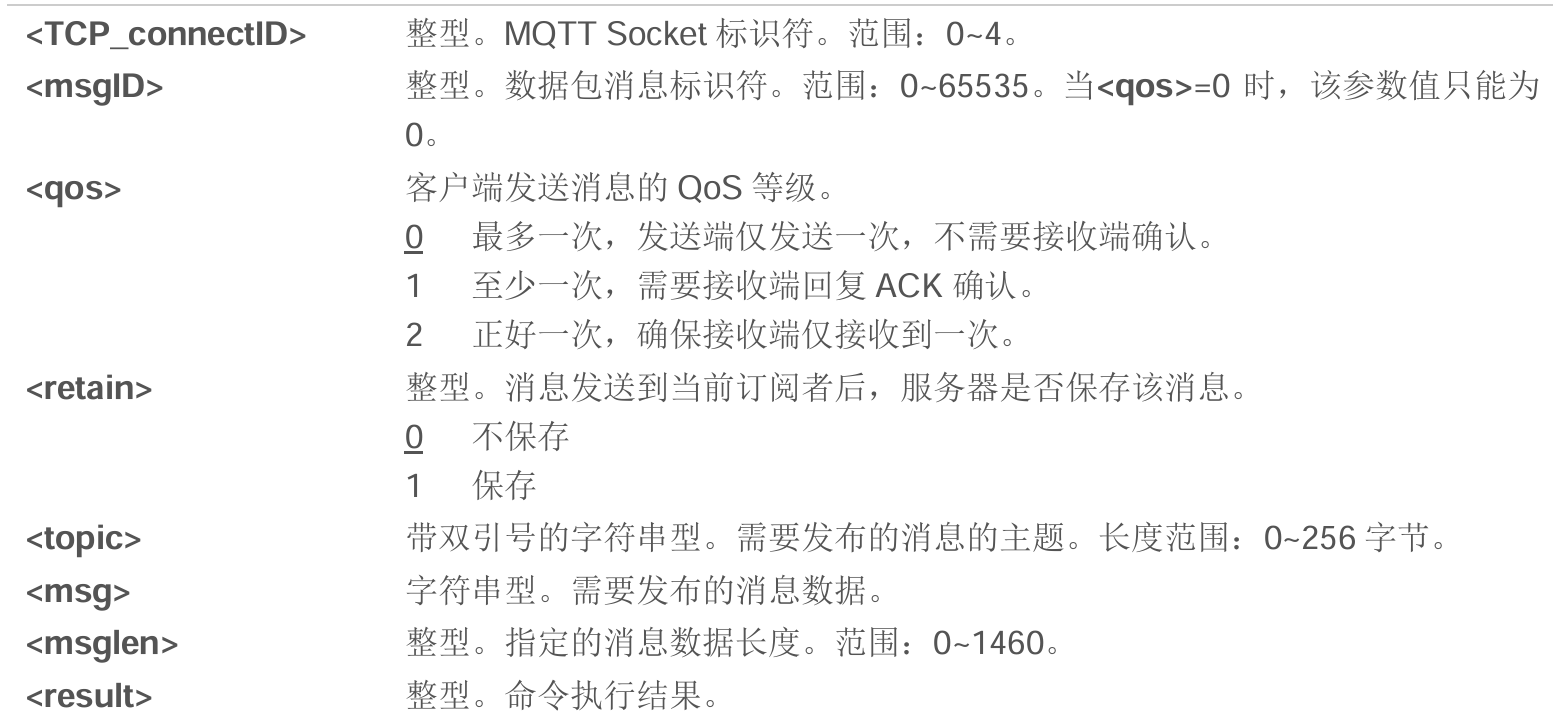 <TCP_connectID> 整型。MQTT Socket 标识符。范围：0~4。
<msgID> 整型。数据包消息标识符。范围：0~65535。当<qos>=0 时，该参数值只能为
0。
<qos> 客户端发送消息的 QoS 等级。
0 最多一次，发送端仅发送一次，不需要接收端确认。
1 至少一次，需要接收端回复 ACK 确认。
2 正好一次，确保接收端仅接收到一次。
<retain> 整型。消息发送到当前订阅者后，服务器是否保存该消息。
0 不保存
1 保存
<topic> 带双引号的字符串型。需要发布的消息的主题。长度范围：0~256 字节。
<msg> 字符串型。需要发布的消息数据。
<msglen> 整型。指定的消息数据长度。范围：0~1460。
<result> 整型。命令执行结果。